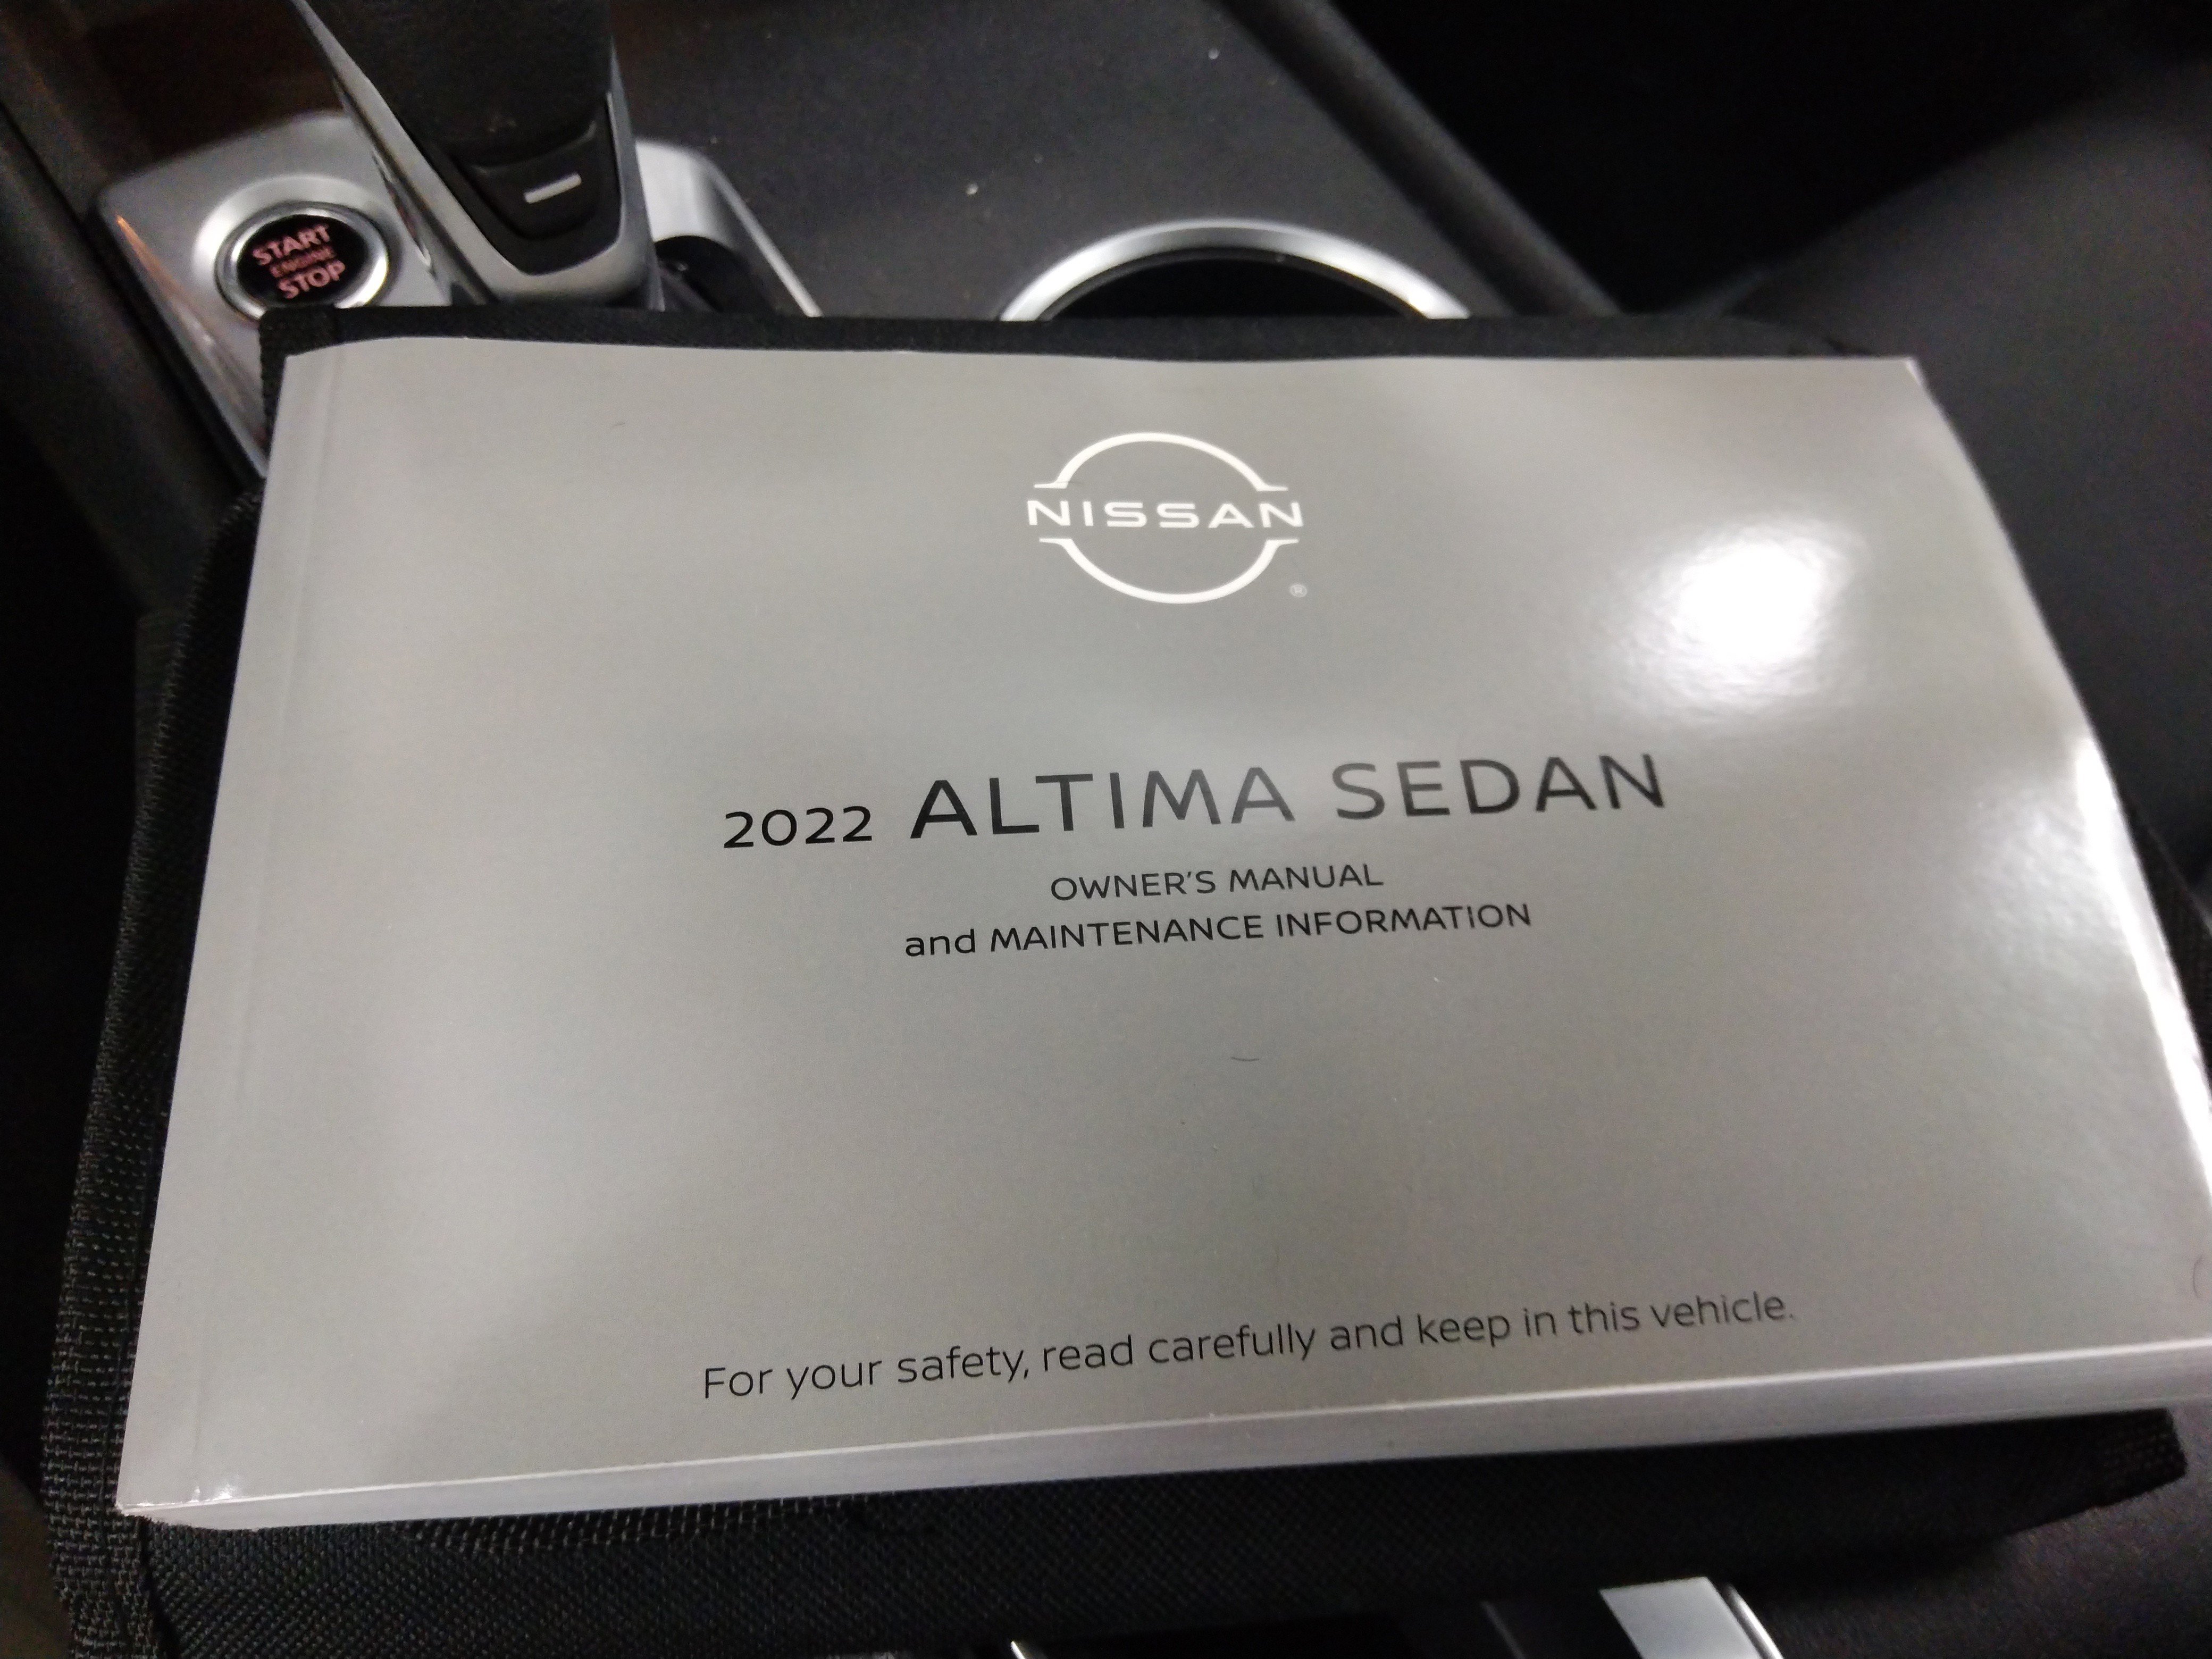 START
ENGINE
STOP
NISSAN
®
2022 ALTIMA SEDAN
OWNER'S MANUAL
and MAINTENANCE INFORMATION
For your safety, read carefully and keep in this vehicle.